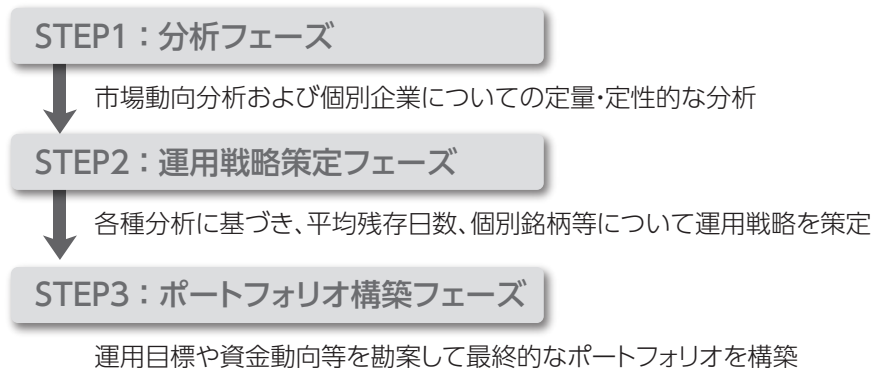 STEP1：分析フェーズ
市場動向分析および個別企業についての定量・定性的な分析
STEP2：運用戦略策定フェーズ
各種分析に基づき、平均残存日数、個別銘柄等について運用戦略を策定
STEP3：ポートフォリオ構築フェーズ
運用目標や資金動向等を勘案して最終的なポートフォリオを構築